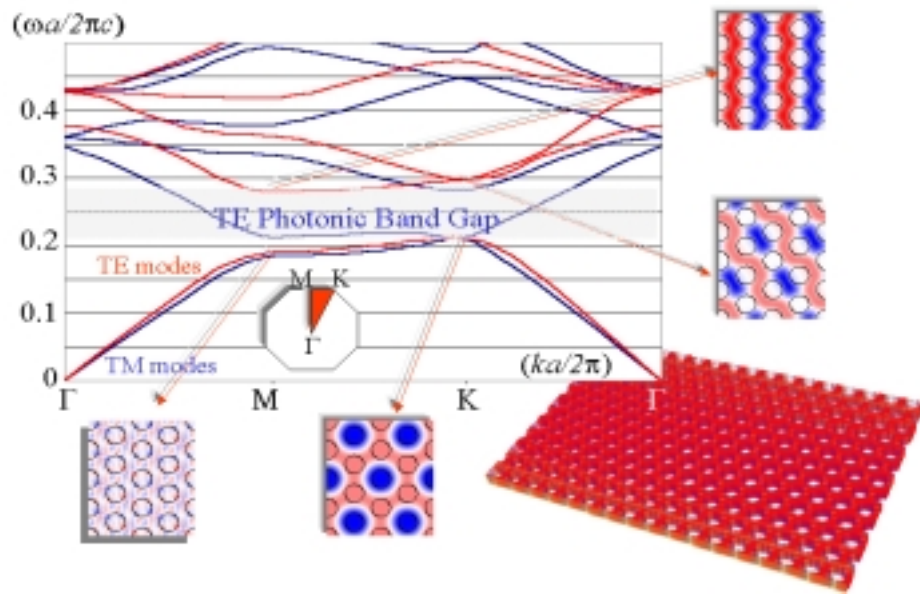 (ωa/2πc)
0.4
0.3
TE Photonic Band Gap
0.2
TE modes
M K
0.1
Γ
TM modes
(ka/2π)
0
Γ M K Γ